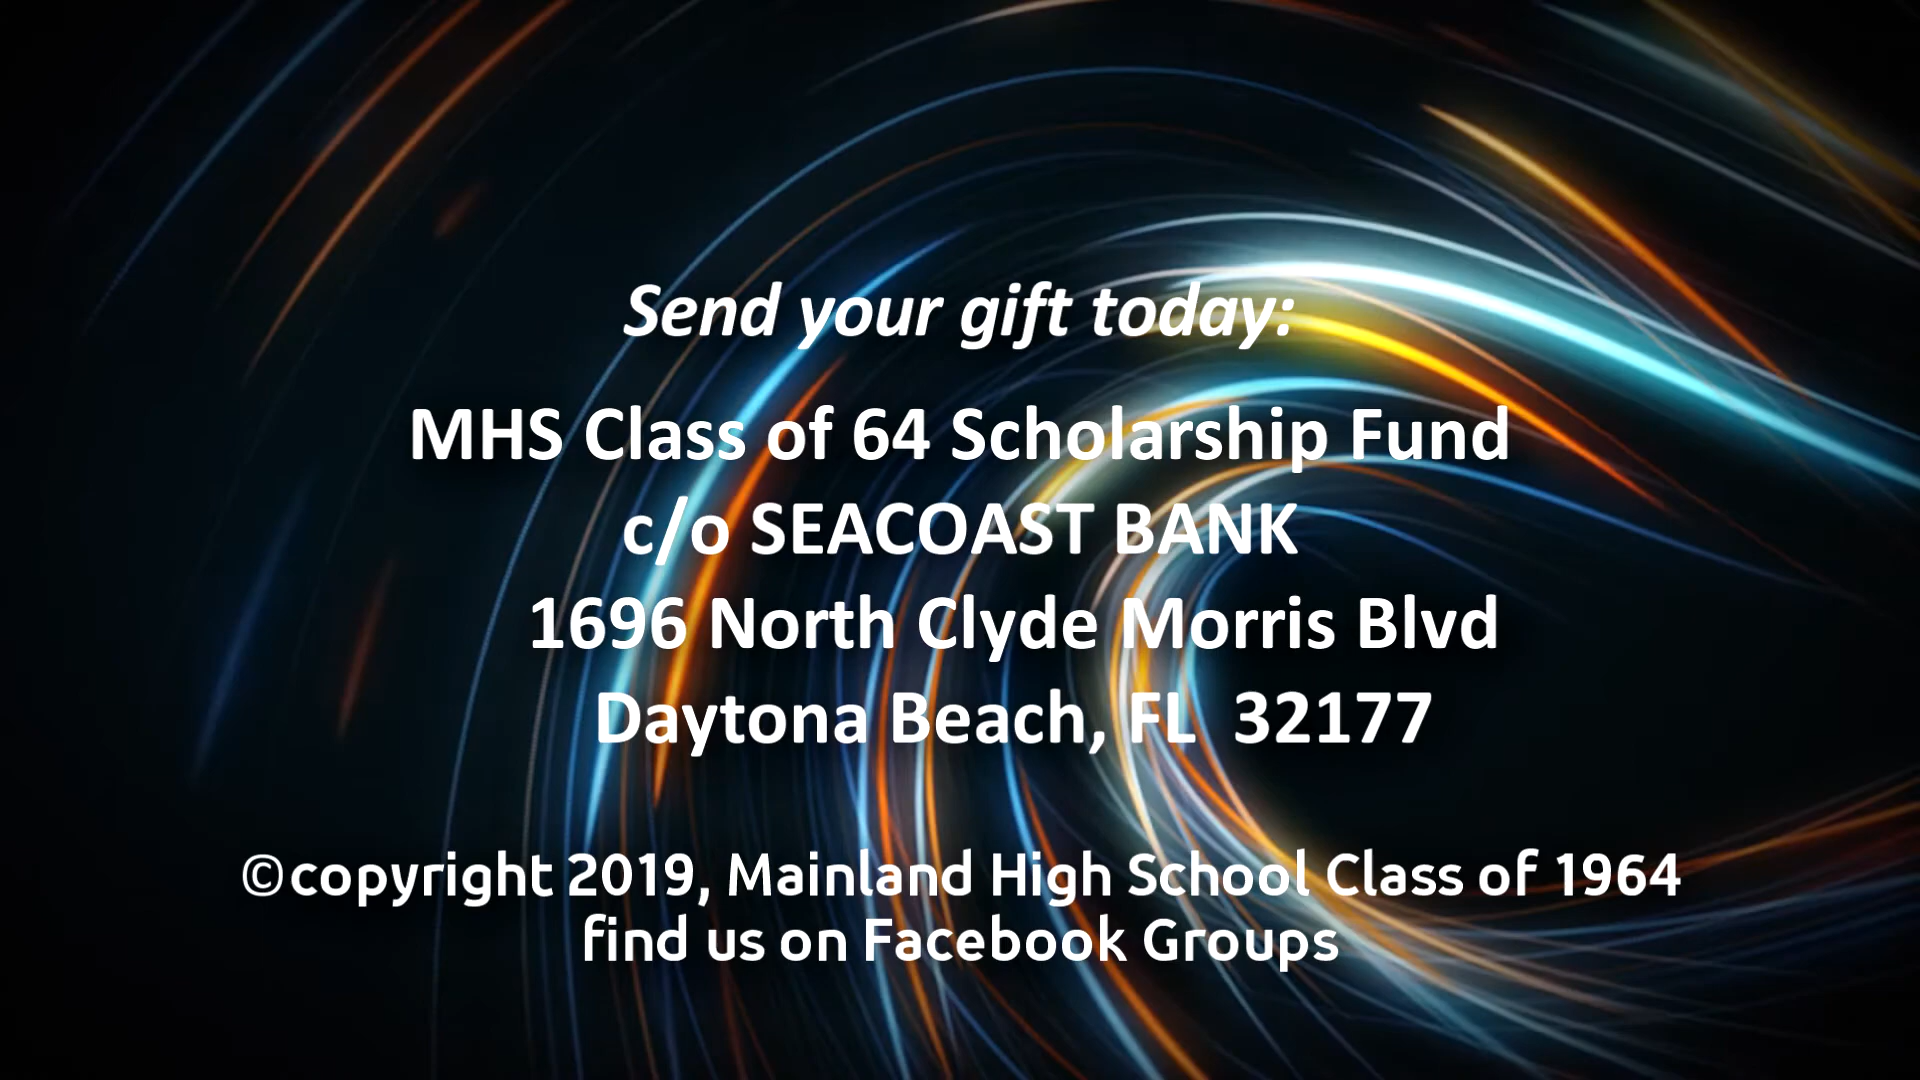 Send your gift today:
MHS Class of 64 Scholarship Fund
c/o SEACOAST BANK
1696 North Clyde Morris Blvd
Daytona Beach, FL  32177
©copyright 2019, Mainland High School Class of 1964
find us on Facebook Groups